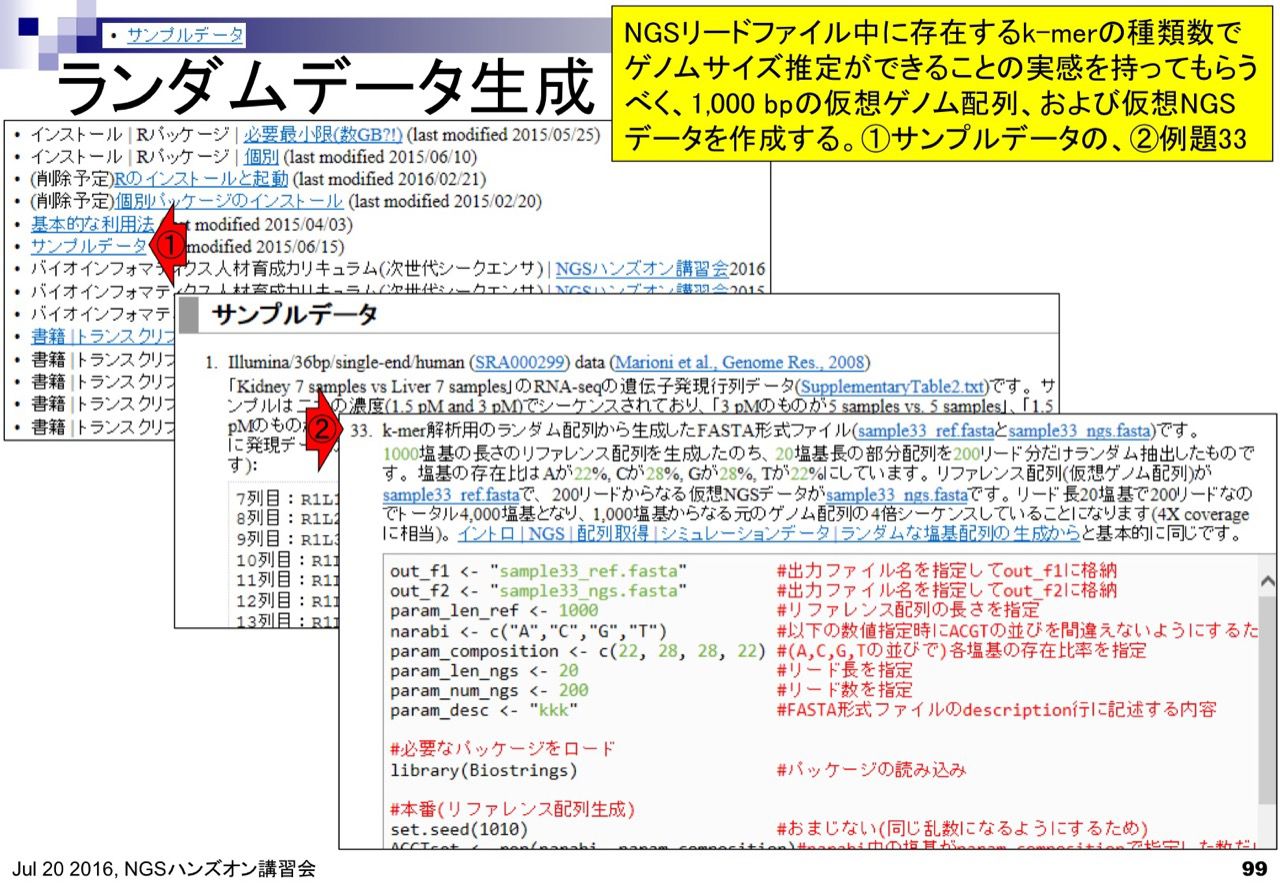 • サンプルデータ
ランダムデータ生成
NGSリードファイル中に存在するk-merの種類数で
ゲノムサイズ推定ができることの実感を持ってもらう
べく、1,000 bpの仮想ゲノム配列、および仮想NGS
データを作成する。①サンプルデータの、②例題33
• インストール | Rパッケージ | 必要最小限(数GB?!) (last modified 2015/05/25)
• インストール | Rパッケージ | 個別 (last modified 2015/06/10)
• (削除予定)Rのインストールと起動 (last modified 2016/02/21)
• (削除予定)個別パッケージのインストール (last modified 2015/02/20)
• 基本的な利用法 t modified 2015/04/03)
• サンプルデータ ① modified 2015/06/15)
• バイオインフォマティクス人材育成カリキュラム(次世代シークエンサ) | NGSハンズオン講習会2016
• バイオインフォマティクス人材育成カリキュラム(次世代シークエンサ) | NGSハンズオン講習会2015
• バイオインフォマテ
• 書籍 | トランスクリプ
• 書籍 | トランスクリプ
• 書籍 | トランスクリプ
• 書籍 | トランスクリプ
• 書籍 | トランスクリプ
サンプルデータ
1. Illumina/36bp/single-end/human (SRA000299) data (Marioni et al., Genome Res., 2008)
「Kidney 7 samples vs Liver 7 samples」のRNA-seqの遺伝子発現行列データ(SupplementaryTable2.txt)です。サ
ンプルは二つの濃度(1.5 pM and 3 pM)でシーケンスされており、「3 pMのものが5 samples vs. 5 samples」、「1.5
pMのもの
に発現デー
す):
7列目：R1L1
8列目：R1L2
9列目：R1L3
10列目：R1L
11列目：R1L
12列目：R1L
13列目：R1L
②
33. k-mer解析用のランダム配列から生成したFASTA形式ファイル(sample33_ref.fastaとsample33_ngs.fasta)です。
1000塩基の長さのリファレンス配列を生成したのち、20塩基長の部分配列を200リード分だけランダム抽出したもので
す。塩基の存在比はAが22%, Cが28%, Gが28%, Tが22%にしています。リファレンス配列(仮想ゲノム配列)が
sample33_ref.fastaで、200リードからなる仮想NGSデータがsample33_ngs.fastaです。リード長20塩基で200リードなの
でトータル4,000塩基となり、1,000塩基からなる元のゲノム配列の4倍シーケンスしていることになります(4X coverage
に相当)。イントロ | NGS | 配列取得 | シミュレーションデータ | ランダムな塩基配列の生成からと基本的に同じです。
out_f1 <- "sample33_ref.fasta" #出力ファイル名を指定してout_f1に格納
out_f2 <- "sample33_ngs.fasta" #出力ファイル名を指定してout_f2に格納
param_len_ref <- 1000 #リファレンス配列の長さを指定
narabi <- c("A","C","G","T") #以下の数値指定時にACGTの並びを間違えないようにするた
param_composition <- c(22, 28, 28, 22) #(A,C,G,Tの並びで)各塩基の存在比率を指定
param_len_ngs <- 20 #リード長を指定
param_num_ngs <- 200 #リード数を指定
param_desc <- "kkk" #FASTA形式ファイルのdescription行に記述する内容
#必要なパッケージをロード
library(Biostrings) #パッケージの読み込み
#本番(リファレンス配列生成)
set.seed(1010) #おまじない(同じ乱数になるようにするため)
ACGTset <- rep(narabi, param_composition)#narabi中の塩基がparam_compositionで指定した数だ
Jul 20 2016, NGSハンズオン講習会
99